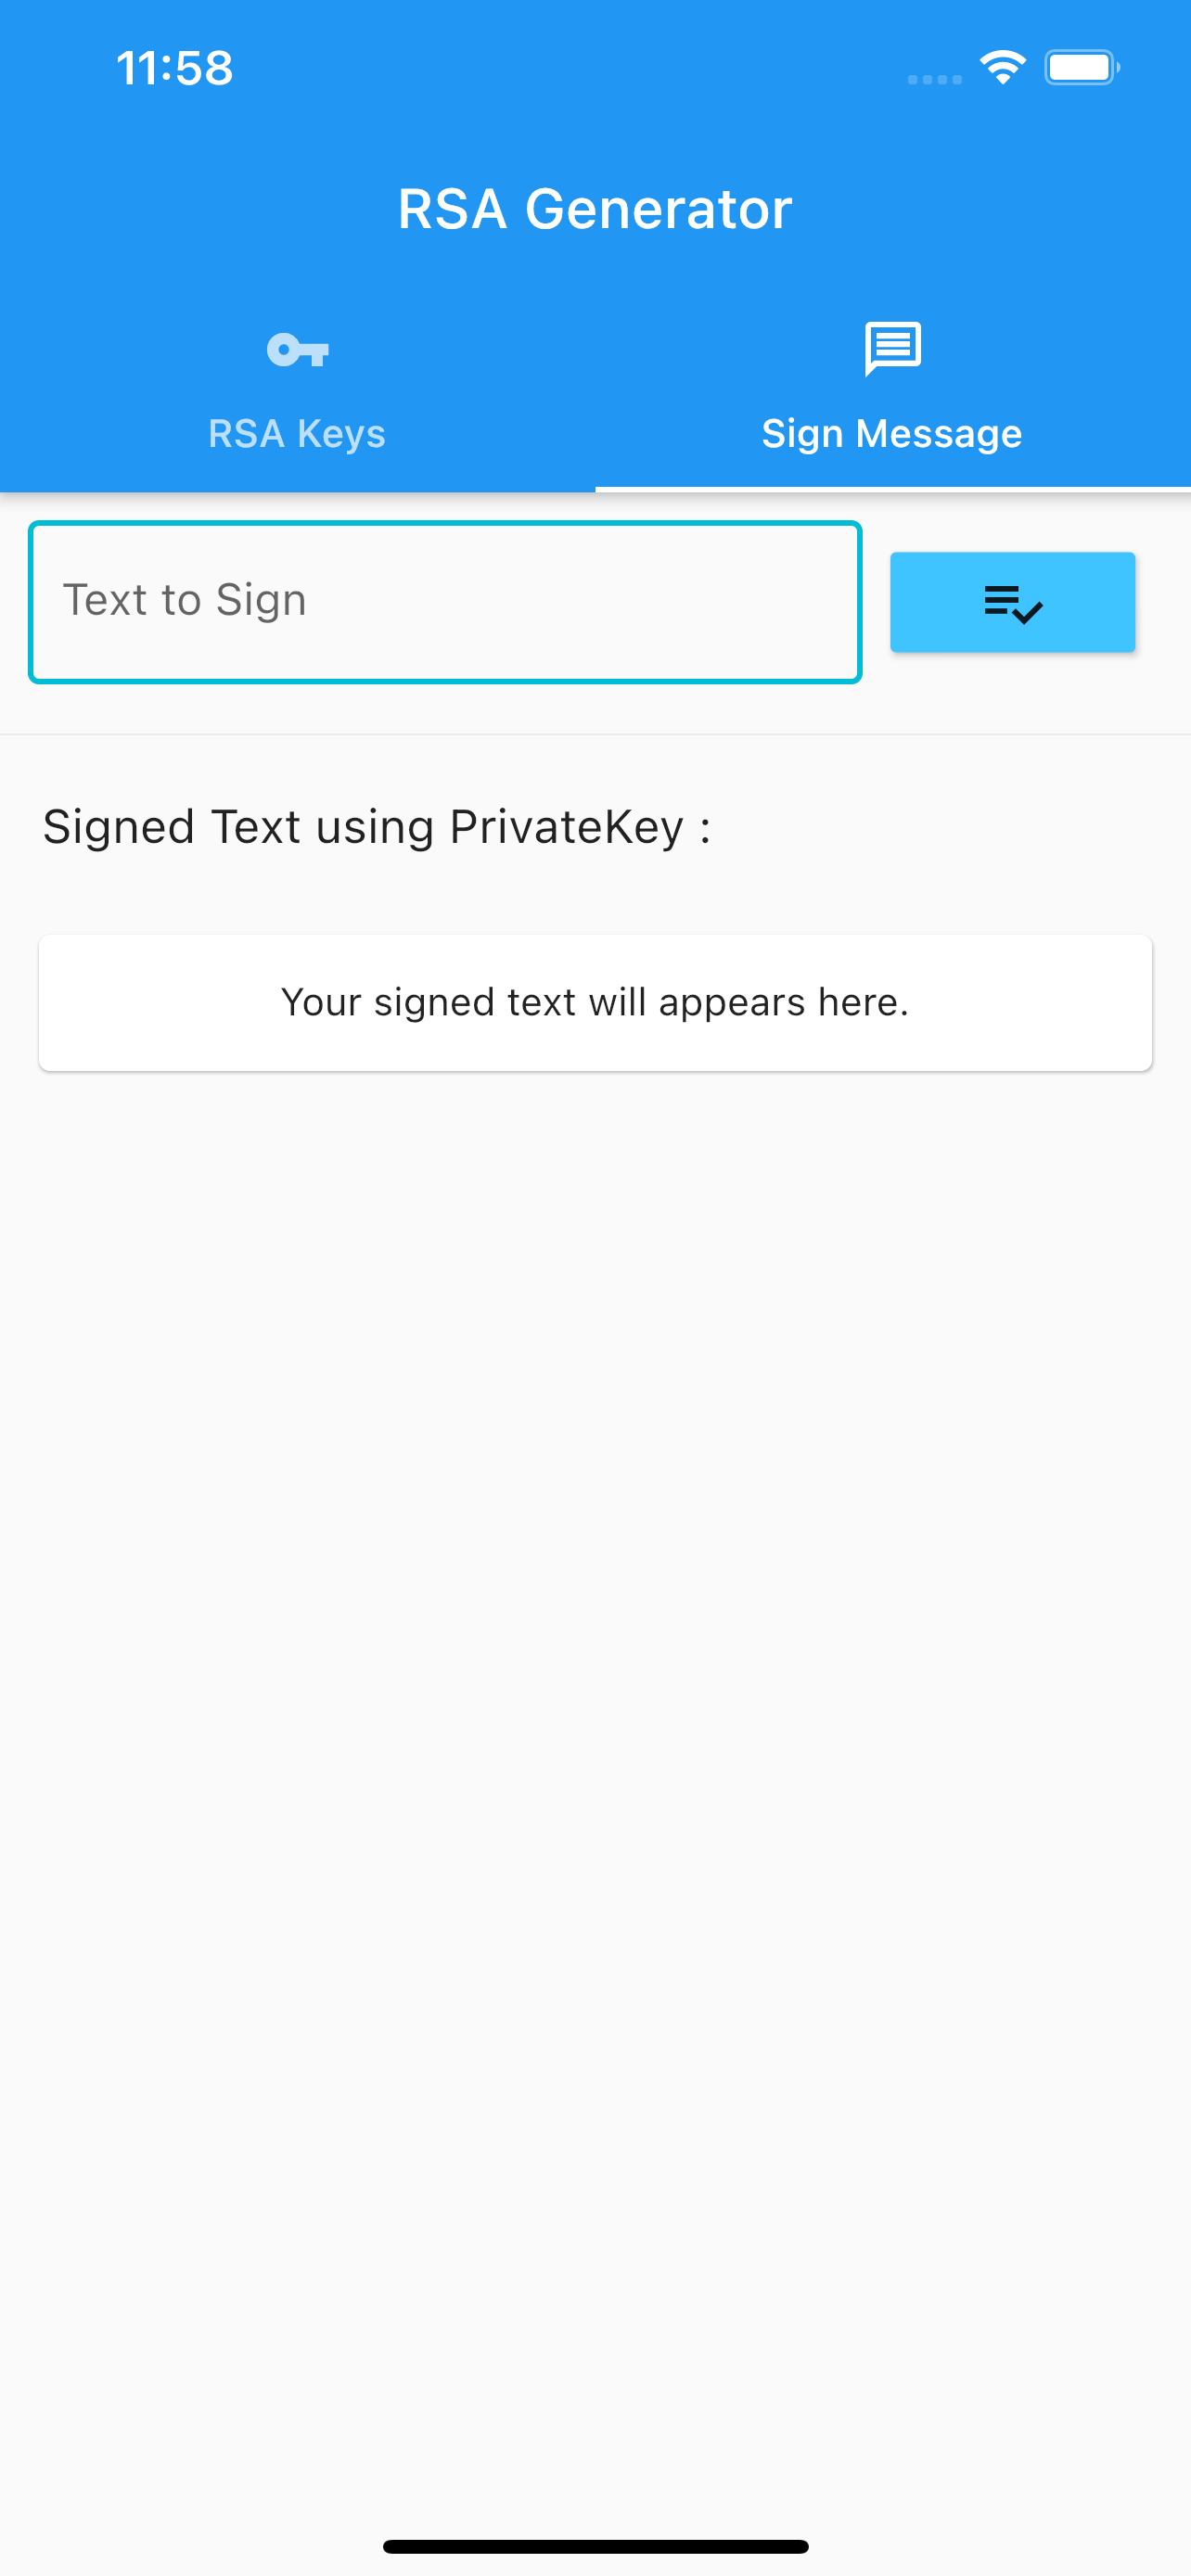 11:58
RSA Generator
RSA Keys
Sign Message
Text to Sign
Signed Text using PrivateKey :
Your signed text will appears here.